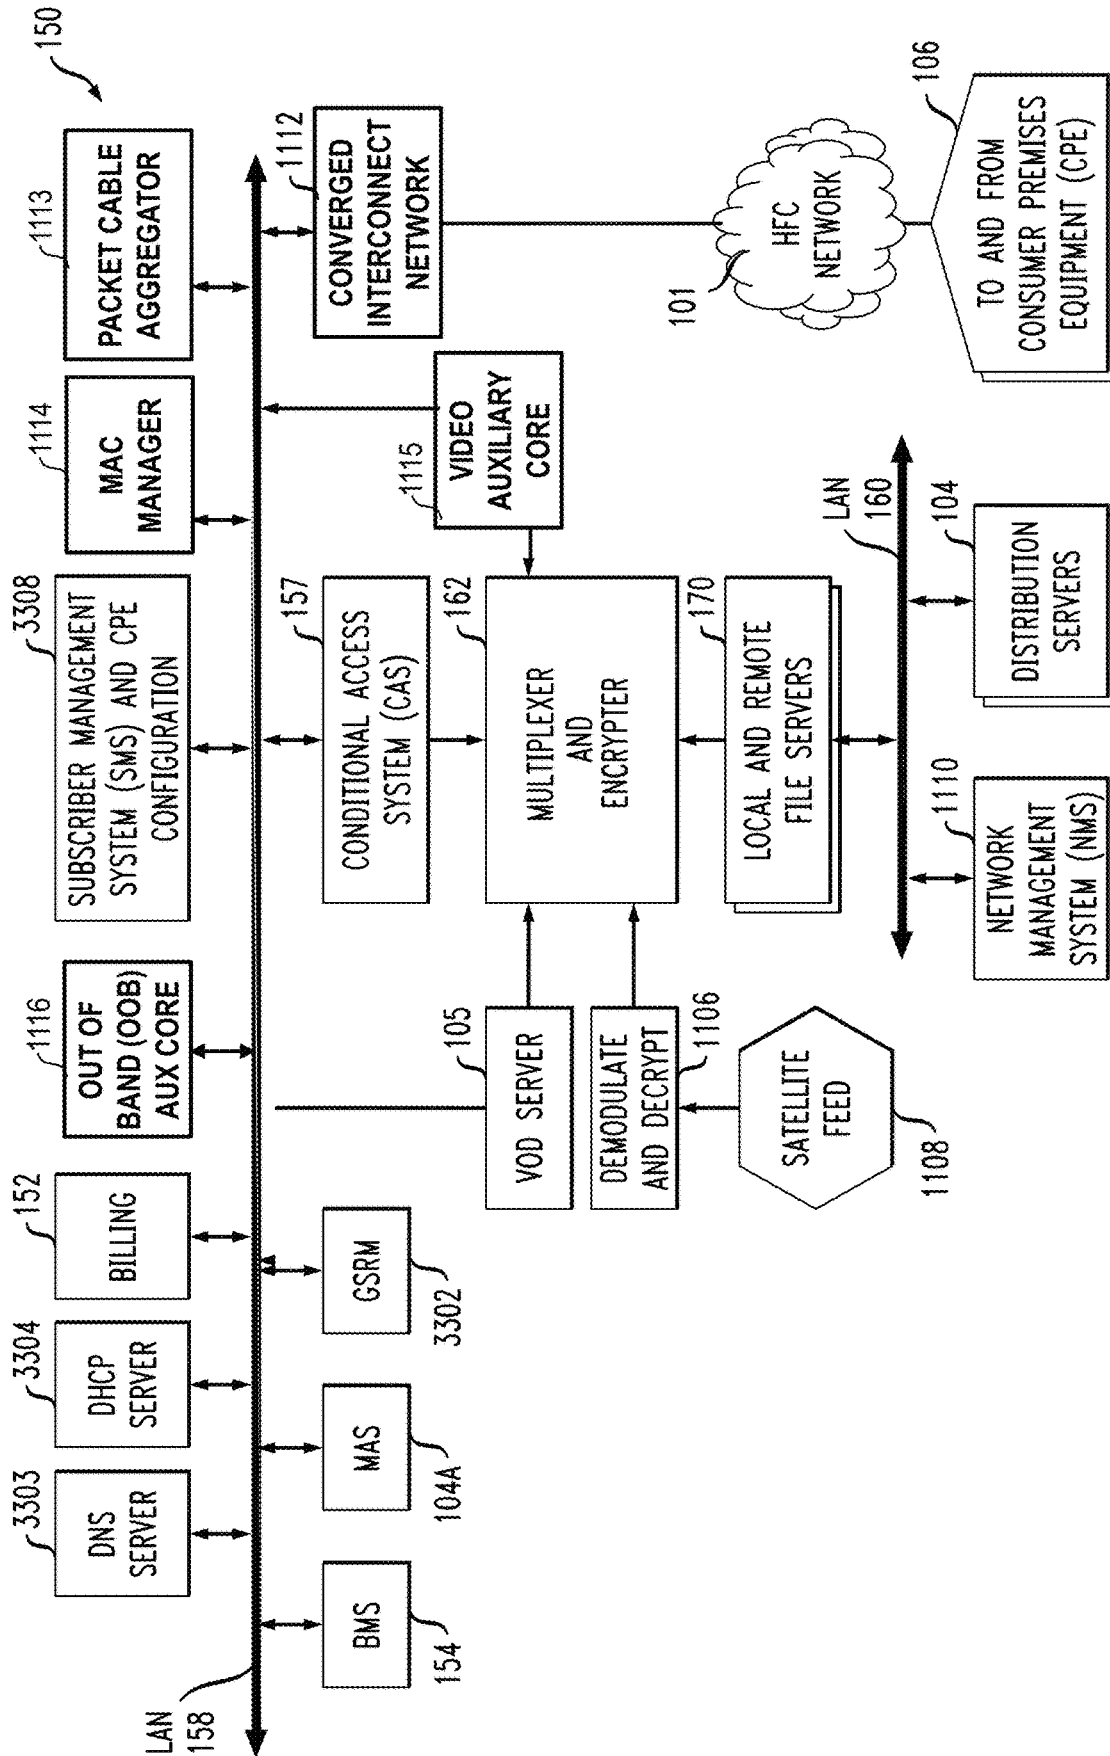 3303
DNS
SERVER
3304
DHCP
SERVER
152
BILLING
1116
OUT OF
BAND (OOB)
AUX CORE
3308
SUBSCRIBER MANAGEMENT
SYSTEM (SMS) AND CPE
CONFIGURATION
1114
MAC
MANAGER
1113
PACKET CABLE
AGGREGATOR
150
LAN
158
BMS
154
MAS
104A
GSRM
3302
157
CONDITIONAL ACCESS
SYSTEM (CAS)
1115
VIDEO
AUXILIARY
CORE
1112
CONVERGED
INTERCONNECT
NETWORK
105
VOD SERVER
162
MULTIPLEXER
AND
ENCRYPTER
DEMODULATE
AND DECRYPT
1106
SATELLITE
FEED
1108
170
LOCAL AND REMOTE
FILE SERVERS
101
HFC
NETWORK
LAN
160
1110
NETWORK
MANAGEMENT
SYSTEM (NMS)
104
DISTRIBUTION
SERVERS
106
TO AND FROM
CONSUMER PREMISES
EQUIPMENT (CPE)